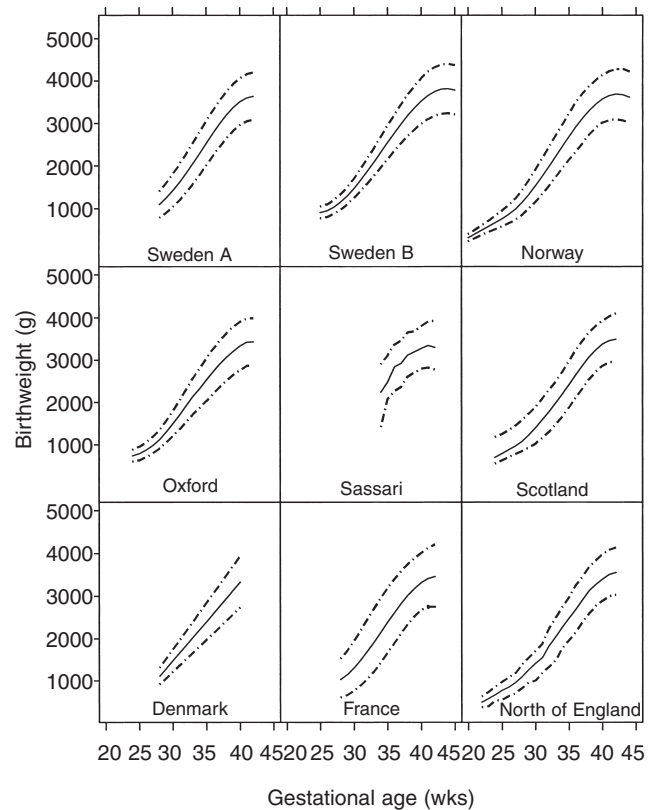 5000
4000
3000
2000
1000
Sweden A
Sweden B
Norway
5000
4000
3000
2000
1000
Oxford
Sassari
Scotland
Birthweight (g)
5000
4000
3000
2000
1000
Denmark
France
North of England
20 25 30 35 40 45 20 25 30 35 40 45 20 25 30 35 40 45
Gestational age (wks)